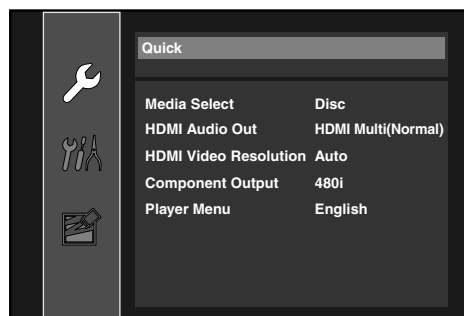 Quick
Media Select Disc
HDMI Audio Out HDMI Multi(Normal)
HDMI Video Resolution Auto
Component Output 480i
Player Menu English